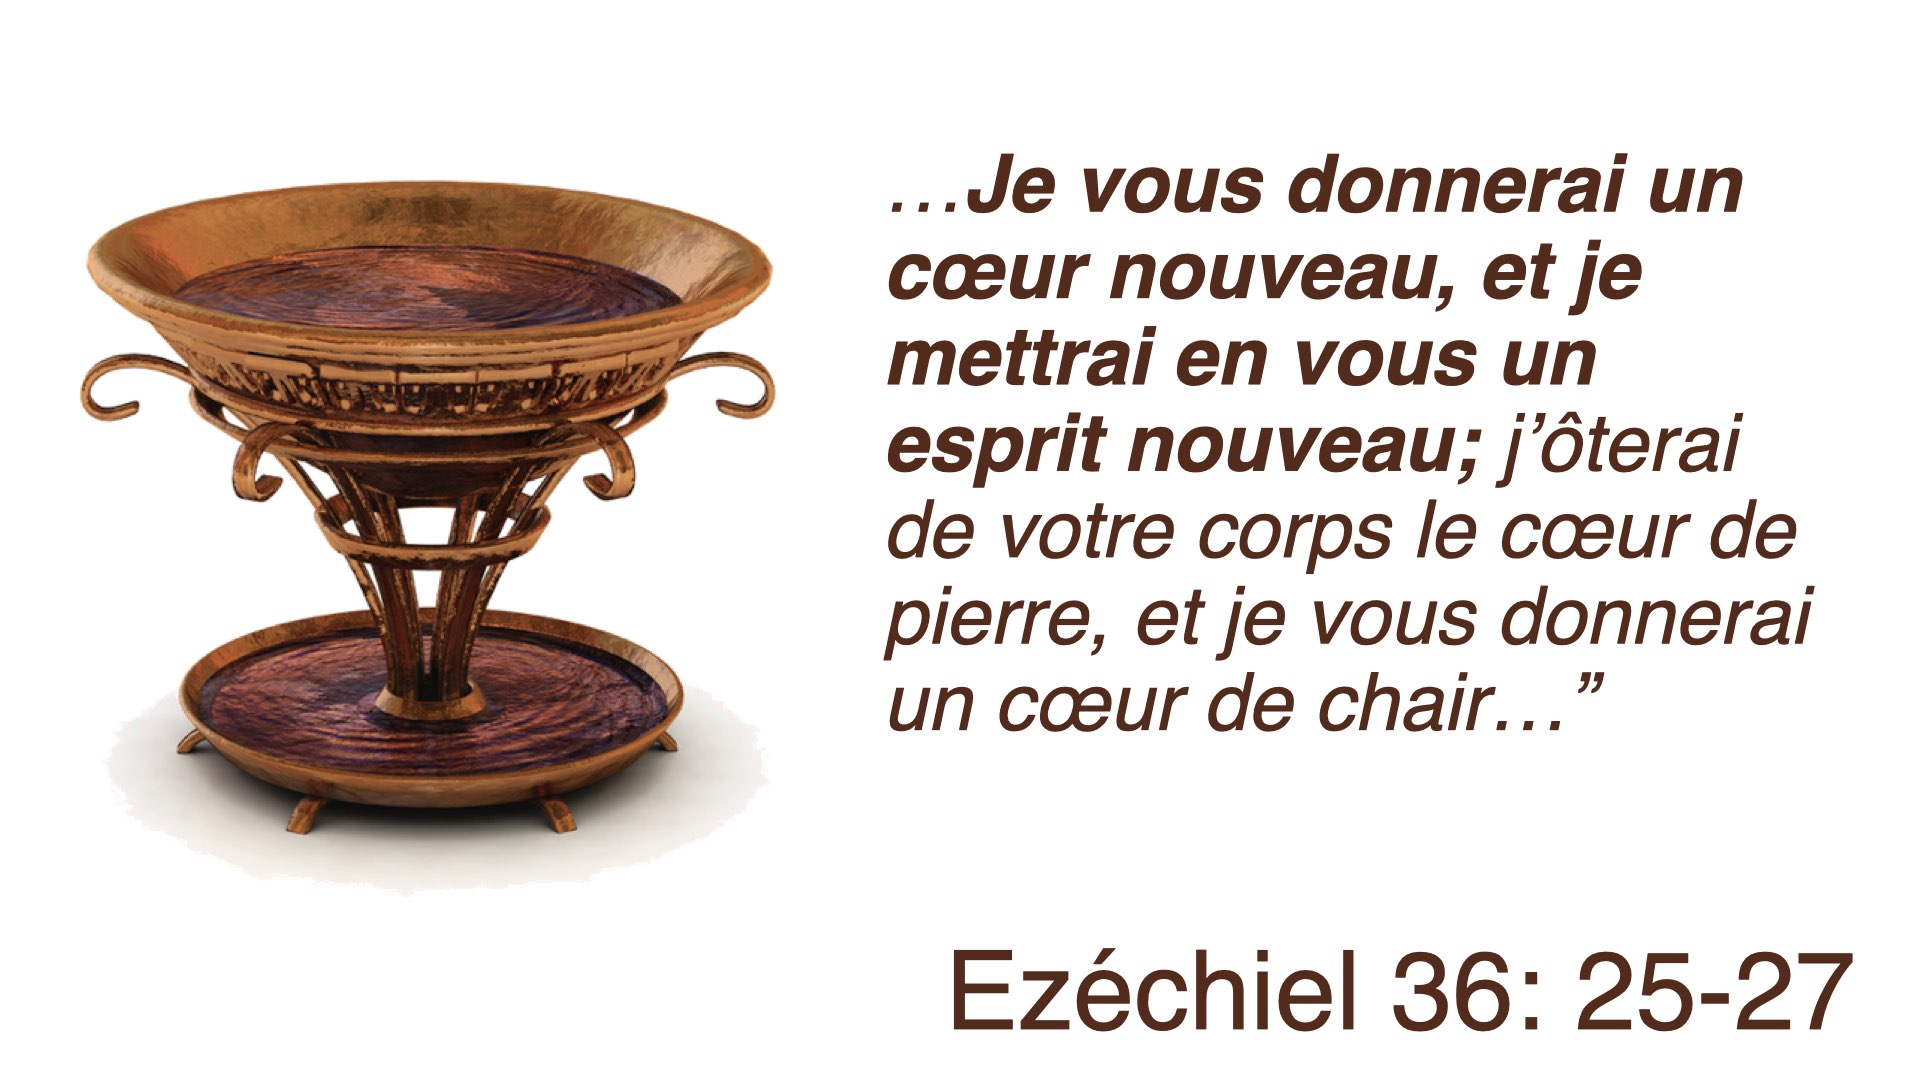 …Je vous donnerai un
cœur nouveau, et je
mettrai en vous un
esprit nouveau; j’ôterai
de votre corps le cœur de
pierre, et je vous donnerai
un cœur de chair…”
Ezéchiel 36: 25-27